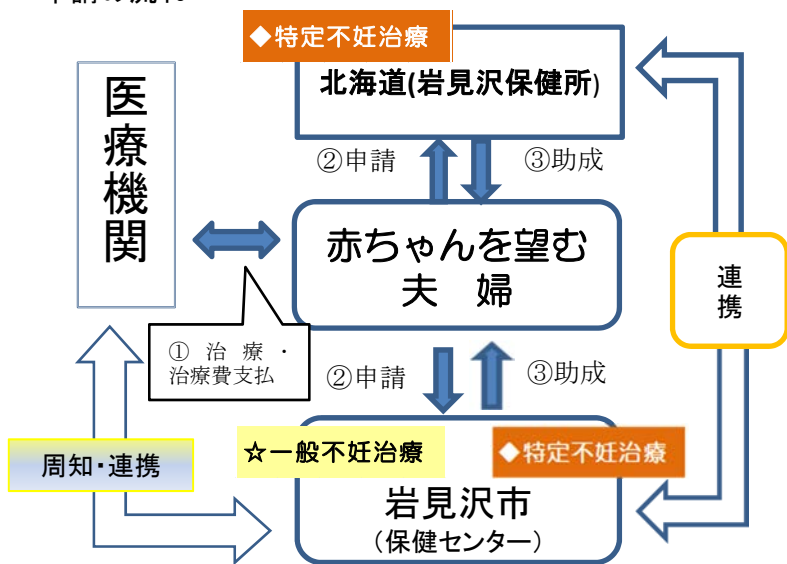 ◆特定不妊治療
北海道(岩見沢保健所)
医療機関
②申請
③助成
赤ちゃんを望む
夫 婦
連携
① 治 療 ・
治療費支払
②申請
③助成
周知・連携
☆一般不妊治療
◆特定不妊治療
岩見沢市
(保健センター)